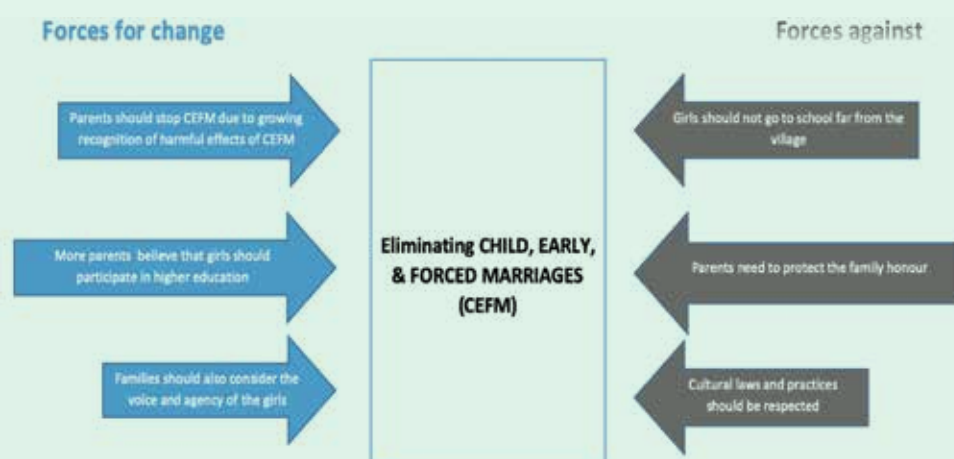 Forces for change
Forces against
Parents should stop CEFM due to growing
recognition of harmful effects of CEFM
More parents believe that girls should
participate in higher education
Families should also consider the
voice and agency of the girls
Eliminating CHILD, EARLY,
& FORCED MARRIAGES
(CEFM)
Girls should not go to school far from the
village
Parents need to protect the family honour
Cultural laws and practices
should be respected